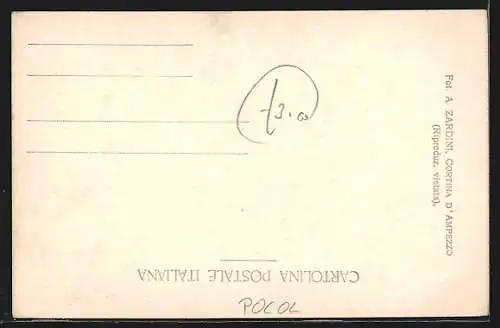 CARTOLINA POSTALE ITALIANA
Fot. A. ZARDINI, CORTINA D'AMPEZZO
(Riproduz. vietata).
POCOL